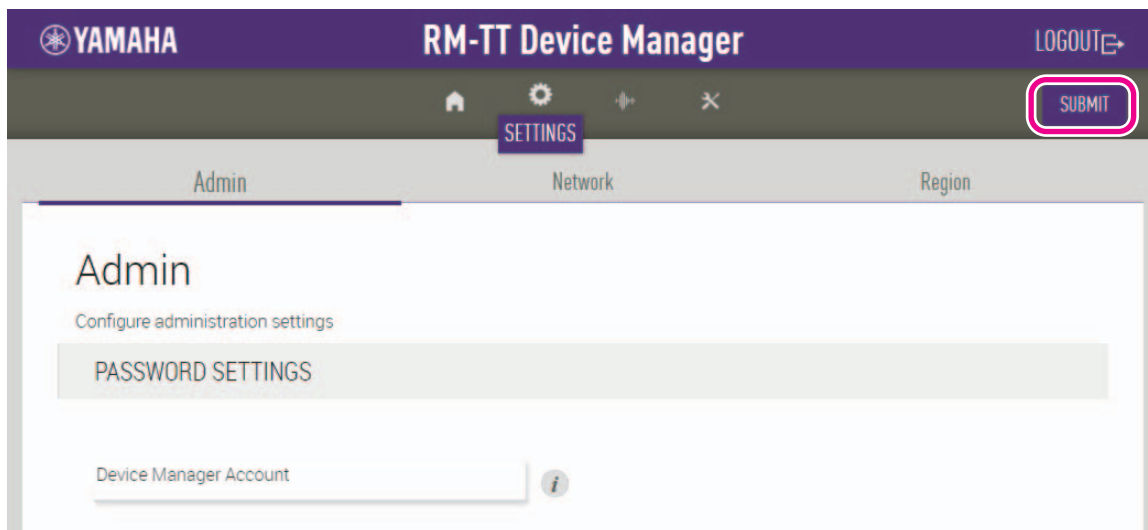 YAMAHA RM-TT Device Manager LOGOUT
SUBMIT
SETTINGS
Admin Network Region
Admin
Configure administration settings
PASSWORD SETTINGS
Device Manager Account i